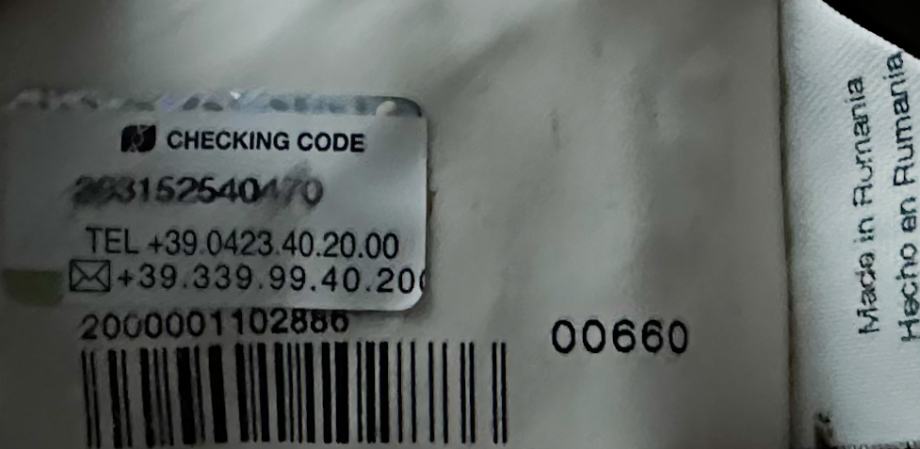 CHECKING CODE
TEL +39.0423.40.20.00
+39.339.99.40.200
2000001102886
00660
Made in Rumania
Hecho en Rumania